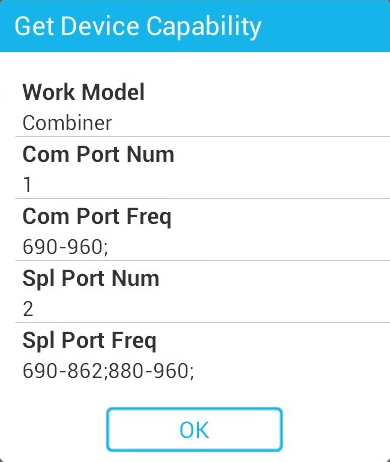 Get Device Capability
Work Model
Combiner
Com Port Num
1
Com Port Freq
690-960;
Spl Port Num
2
Spl Port Freq
690-862;880-960;
OK